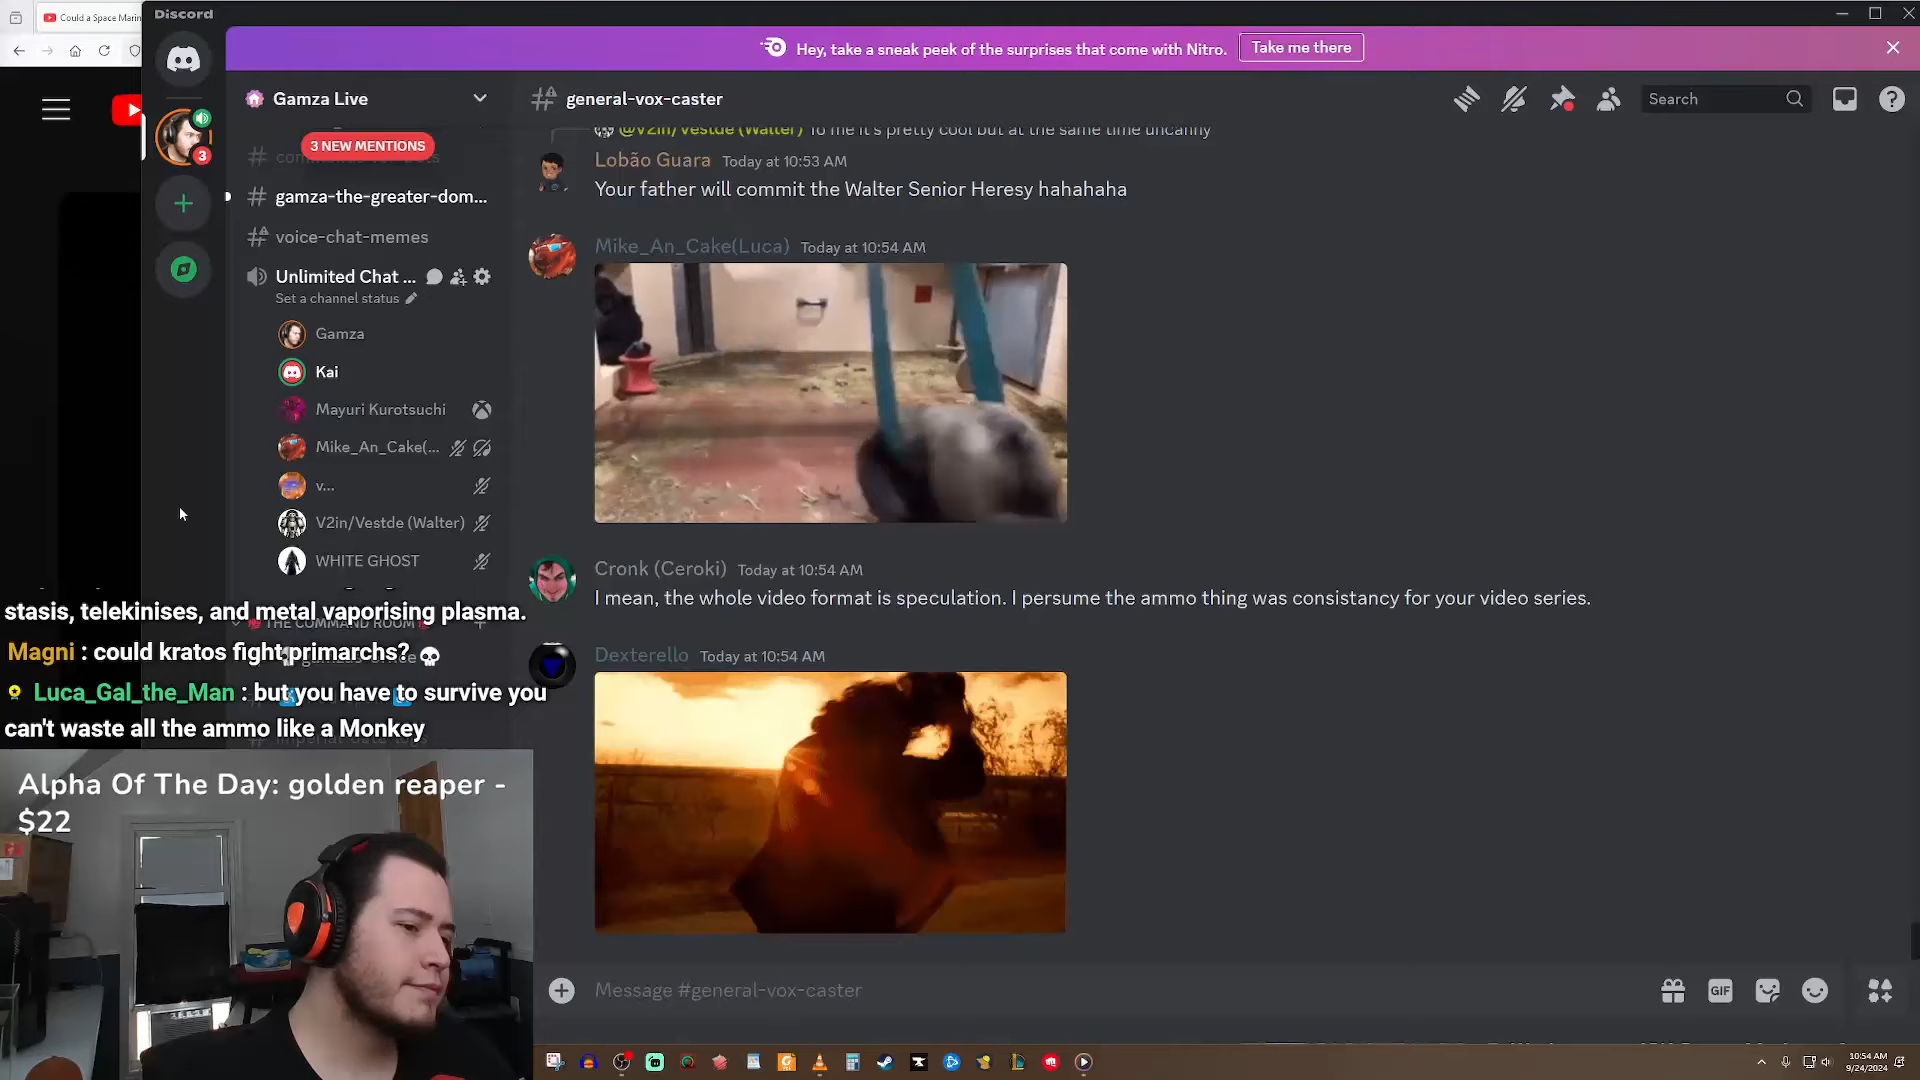 Could a Space Marin
Discord
Hey, take a sneak peek of the surprises that come with Nitro.
Take me there
Gamza Live
general-vox-caster
Search
3 NEW MENTIONS
3
gamza-the-greater-dom...
voice-chat-memes
Unlimited Chat ...
Set a channel status
Gamza
Kai
Mayuri Kurotsuchi
Mike_An_Cake(...
v...
V2in/Vestde (Walter)
WHITE GHOST
THE COMMAND ROOM
@V2in/Vestde (Walter) To me it's pretty cool but at the same time uncanny
Lobão Guara Today at 10:53 AM
Your father will commit the Walter Senior Heresy hahahaha
Mike_An_Cake(Luca) Today at 10:54 AM
Cronk (Ceroki) Today at 10:54 AM
I mean, the whole video format is speculation. I persume the ammo thing was consistancy for your video series.
Dexterello Today at 10:54 AM
Message #general-vox-caster
GIF
stasis, telekinises, and metal vaporising plasma.
Magni : could kratos fight primarchs? 💀
Luca_Gal_the_Man : but you have to survive you
can't waste all the ammo like a Monkey
Alpha Of The Day: golden reaper -
$22
10:54 AM
9/24/2024